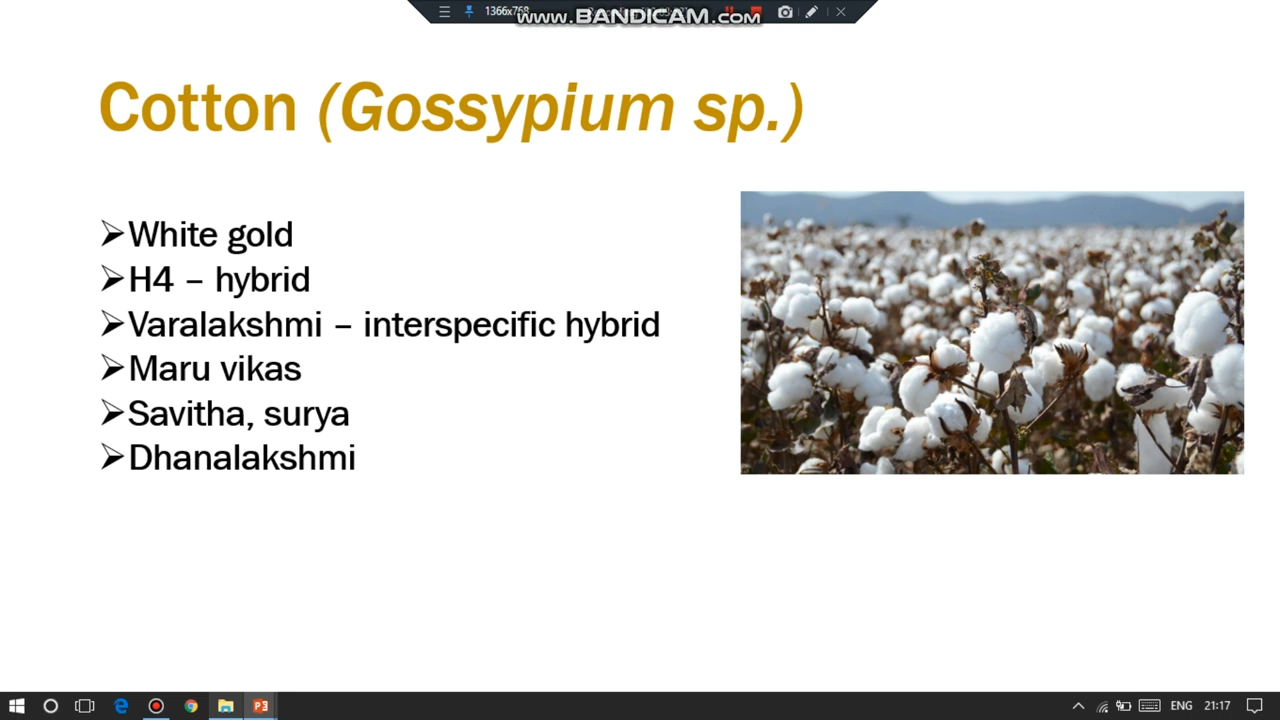 1366x768
www.BANDICAM.com
Cotton (Gossypium sp.)
White gold
H4 – hybrid
Varalakshmi – interspecific hybrid
Maru vikas
Savitha, surya
Dhanalakshmi
ENG
21:17